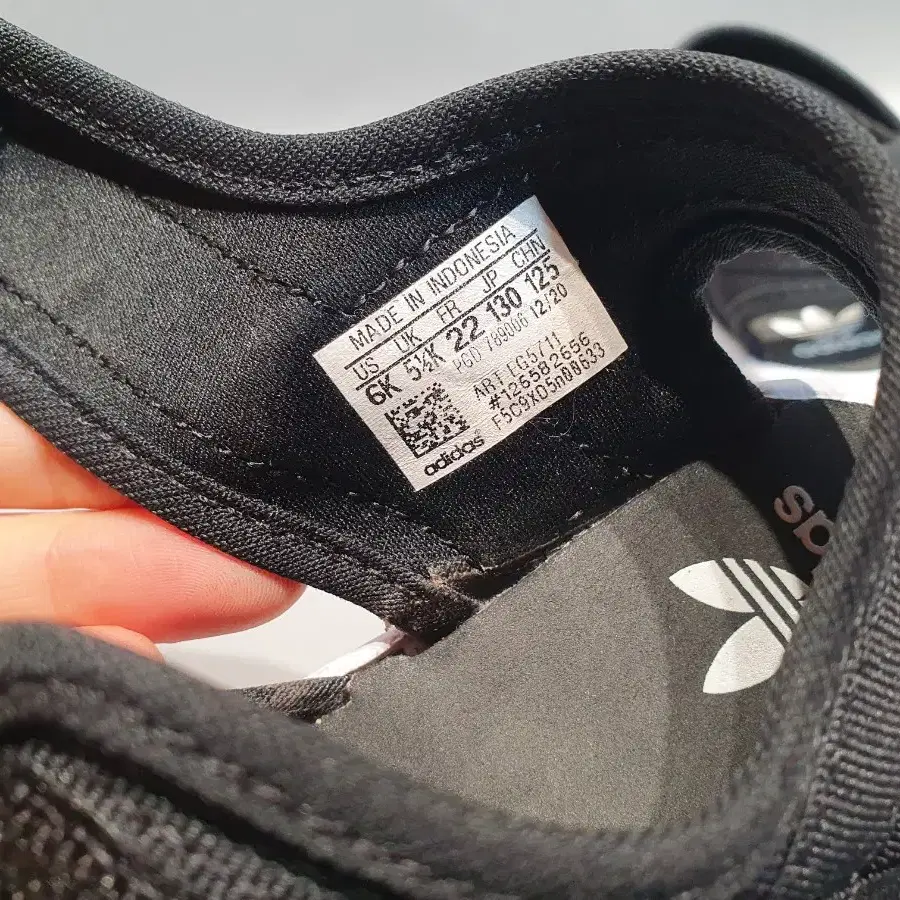 MADE IN INDONESIA
US UK FR JP CHN
6K 5½K 22 130 125
PGD 789006 12/20
ART EG5711
#126582656
F5C9XD5n08633
adidas